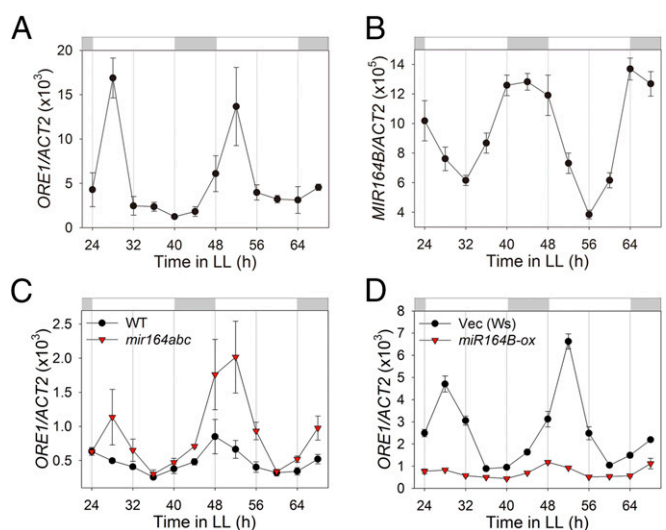 A
ORE1/ACT2 (x10³)
20
15
10
5
0
24 32 40 48 56 64
Time in LL (h)
B
MIR164B/ACT2 (x10⁵)
14
12
10
8
6
4
24 32 40 48 56 64
Time in LL (h)
C
ORE1/ACT2 (x10³)
WT
mir164abc
2.5
2.0
1.5
1.0
0.5
24 32 40 48 56 64
Time in LL (h)
D
ORE1/ACT2 (x10³)
Vec (Ws)
miR164B-ox
8
7
6
5
4
3
2
1
0
24 32 40 48 56 64
Time in LL (h)